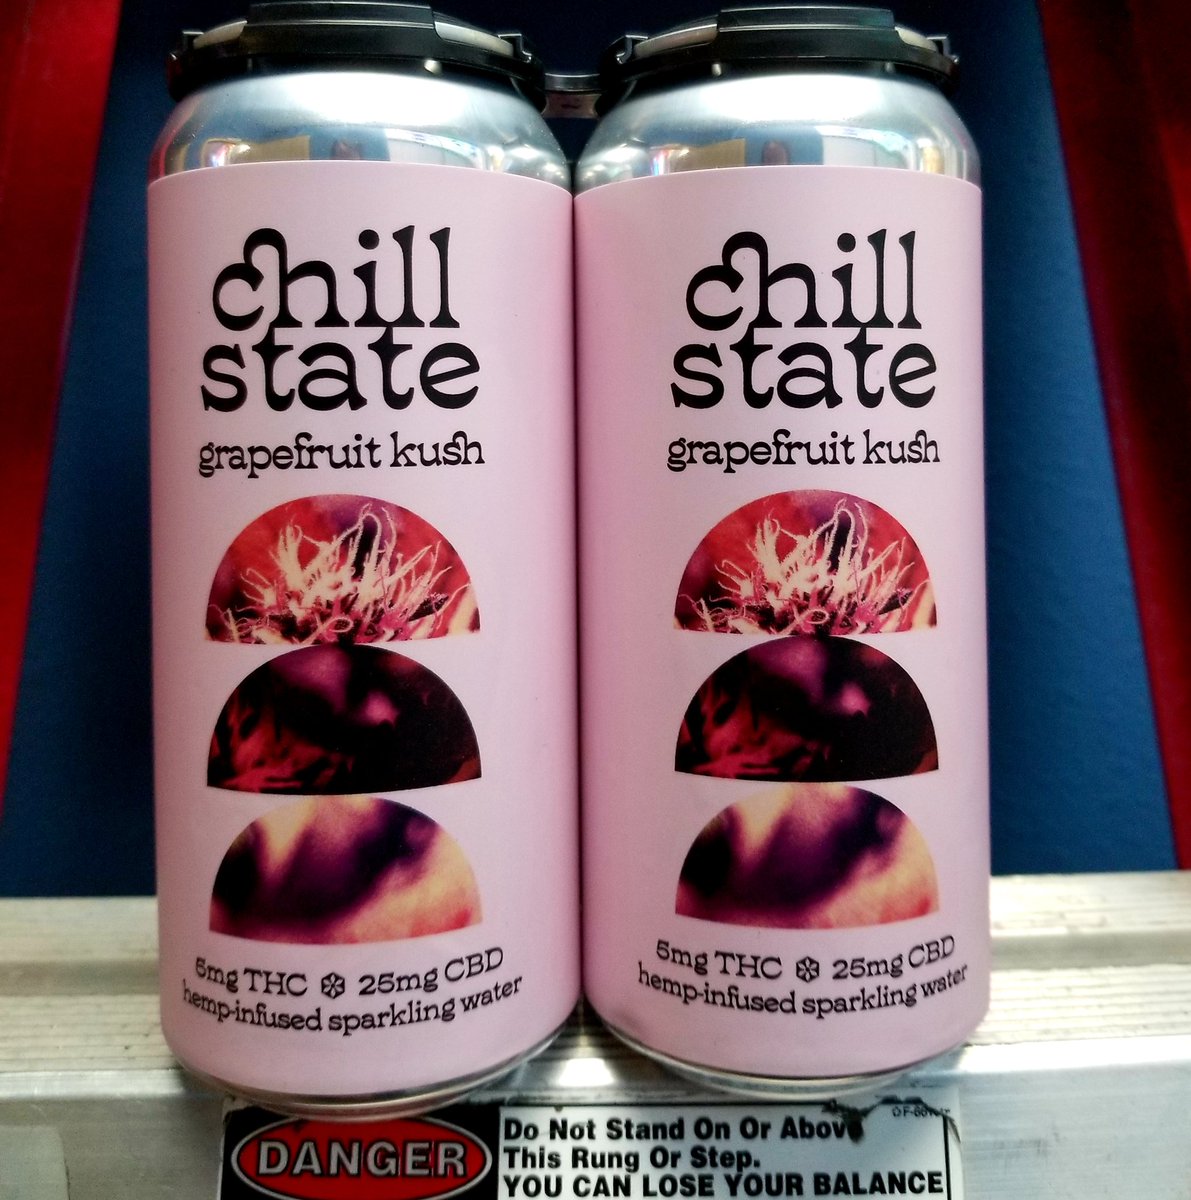 chill
state
grapefruit kush
5mg THC 25mg CBD
hemp-infused sparkling water
chill
state
grapefruit kush
5mg THC 25mg CBD
hemp-infused sparkling water
DANGER
Do Not Stand On Or Above
This Rung Or Step.
YOU CAN LOSE YOUR BALANCE